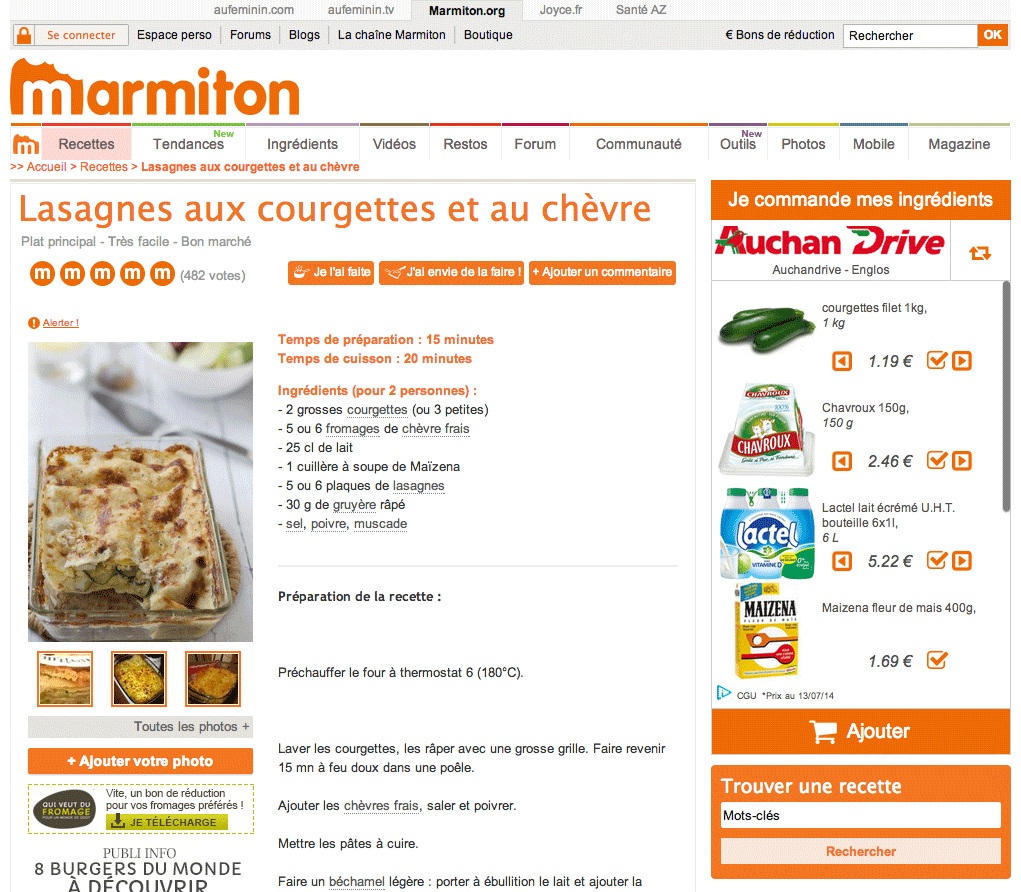 aufeminin.com aufeminin.tv Marmiton.org Joyce.fr Santé AZ
Se connecter Espace perso Forums Blogs La chaîne Marmiton Boutique € Bons de réduction Rechercher OK
marmiton
m Recettes Tendances New Ingrédients Vidéos Restos Forum Communauté Outils New Photos Mobile Magazine
>> Accueil > Recettes > Lasagnes aux courgettes et au chèvre
Lasagnes aux courgettes et au chèvre
Plat principal - Très facile - Bon marché
m m m m m (482 votes) Je l'ai faite J'ai envie de la faire ! + Ajouter un commentaire
Alerter !
Temps de préparation : 15 minutes
Temps de cuisson : 20 minutes
Ingrédients (pour 2 personnes) :
- 2 grosses courgettes (ou 3 petites)
- 5 ou 6 fromages de chèvre frais
- 25 cl de lait
- 1 cuillère à soupe de Maïzena
- 5 ou 6 plaques de lasagnes
- 30 g de gruyère râpé
- sel, poivre, muscade
Préparation de la recette :
Préchauffer le four à thermostat 6 (180°C).
Laver les courgettes, les râper avec une grosse grille. Faire revenir
15 mn à feu doux dans une poêle.
Ajouter les chèvres frais, saler et poivrer.
Mettre les pâtes à cuire.
Faire un béchamel légère : porter à ébullition le lait et ajouter la
Toutes les photos +
+ Ajouter votre photo
QUI VEUT DU
FROMAGE
Vite, un bon de réduction
pour vos fromages préférés !
JE TÉLÉCHARGE
PUBLI INFO
8 BURGERS DU MONDE
À DÉCOUVRIR
Je commande mes ingrédients
Auchan Drive
Auchandrive - Englos
courgettes filet 1kg,
1 kg
1.19 €
CHAVROUX
100%
CHAVROUX
Chavroux 150g,
150 g
2.46 €
lactel
VITAMINE D
0%
Lactel lait écrémé U.H.T.
bouteille 6x1l,
6 L
5.22 €
MAIZENA
FLEUR DE MAIS
Maizena fleur de mais 400g,
1.69 €
CGU *Prix au 13/07/14
Ajouter
Trouver une recette
Mots-clés
Rechercher